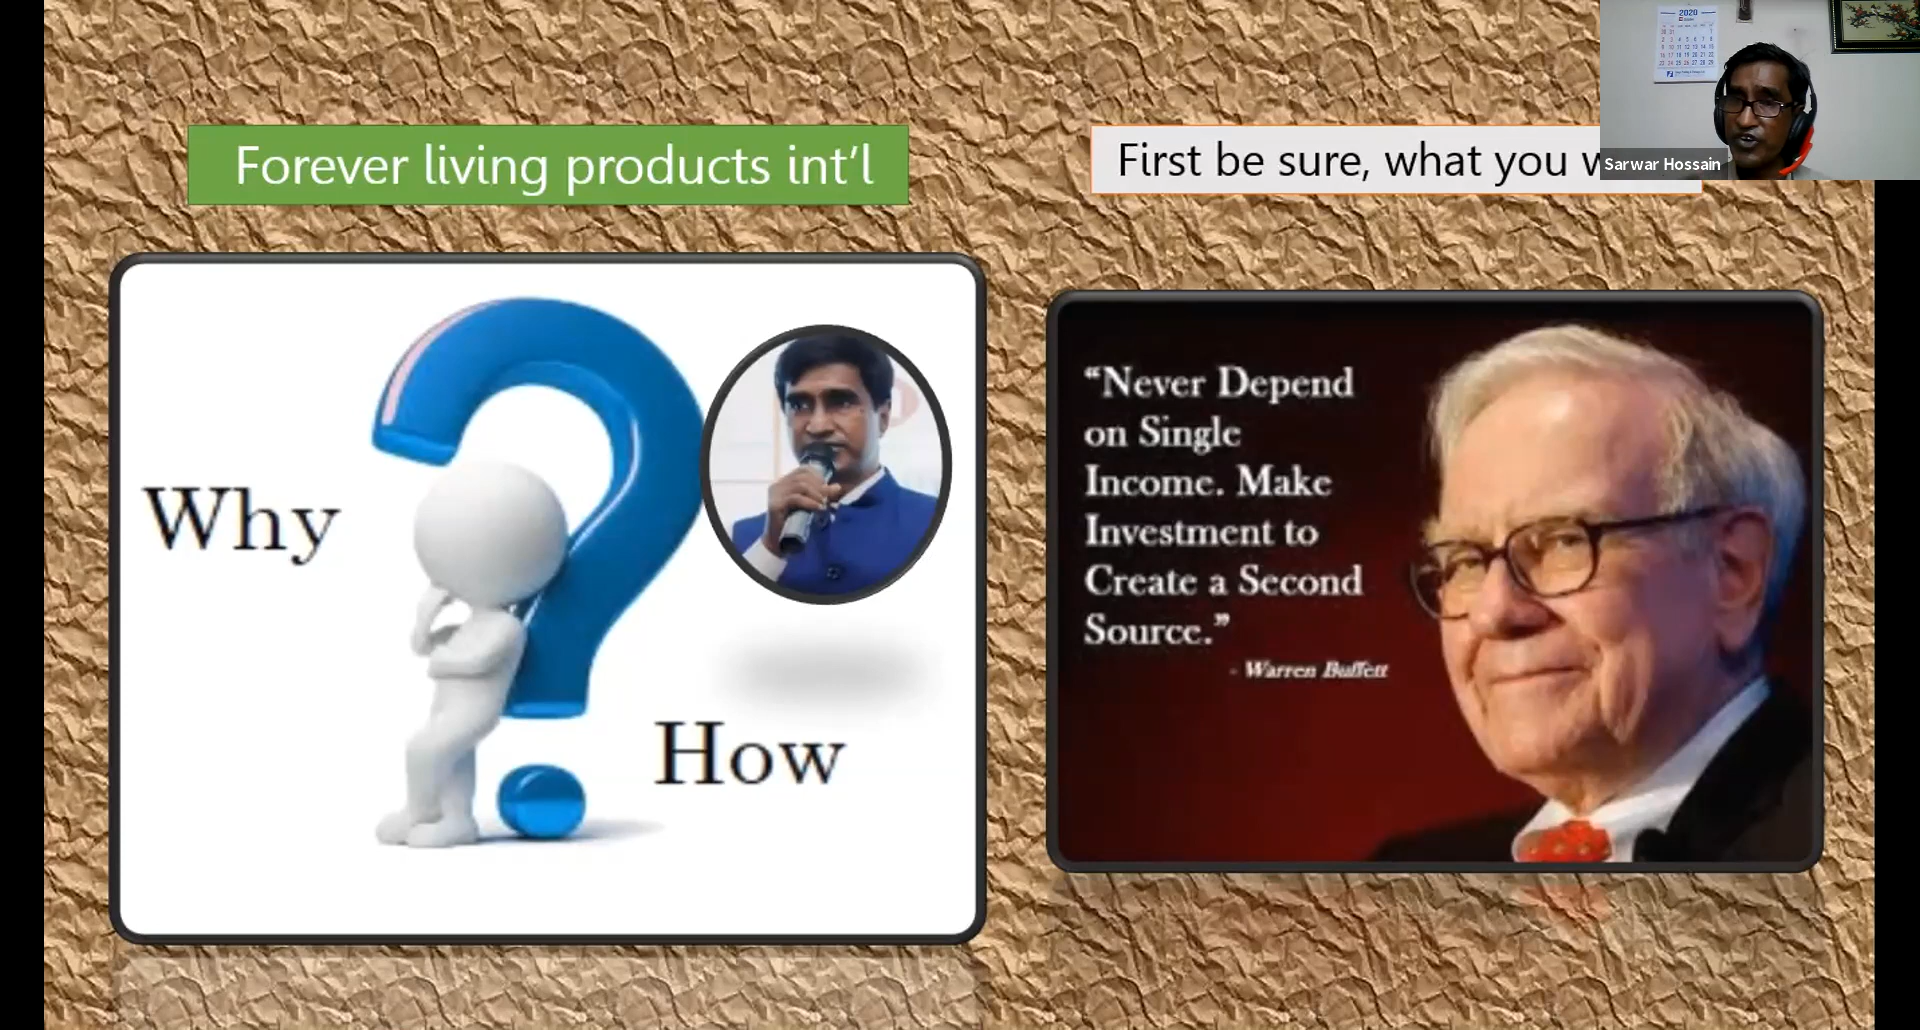 2020
Sarwar Hossain
Forever living products int’l
First be sure, what you
Why
How
“Never Depend
on Single
Income. Make
Investment to
Create a Second
Source.”
- Warren Buffett